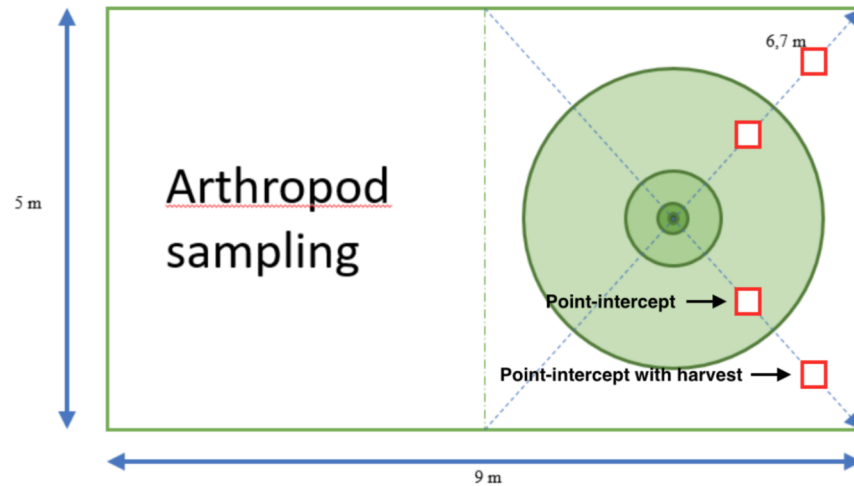 6,7 m
Arthropod
sampling
5 m
Point-intercept
Point-intercept with harvest
9 m